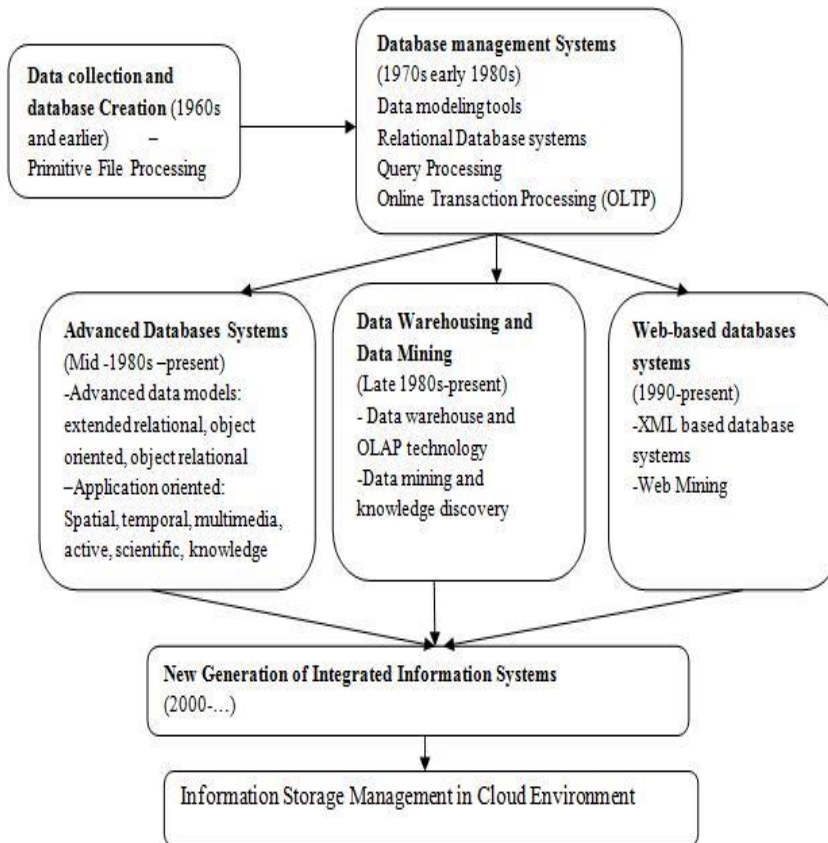 Data collection and
database Creation (1960s
and earlier) –
Primitive File Processing
Database management Systems
(1970s early 1980s)
Data modeling tools
Relational Database systems
Query Processing
Online Transaction Processing (OLTP)
Advanced Databases Systems
(Mid -1980s –present)
-Advanced data models:
extended relational, object
oriented, object relational
–Application oriented:
Spatial, temporal, multimedia,
active, scientific, knowledge
Data Warehousing and
Data Mining
(Late 1980s-present)
- Data warehouse and
OLAP technology
-Data mining and
knowledge discovery
Web-based databases
systems
(1990-present)
-XML based database
systems
-Web Mining
New Generation of Integrated Information Systems
(2000-…)
Information Storage Management in Cloud Environment